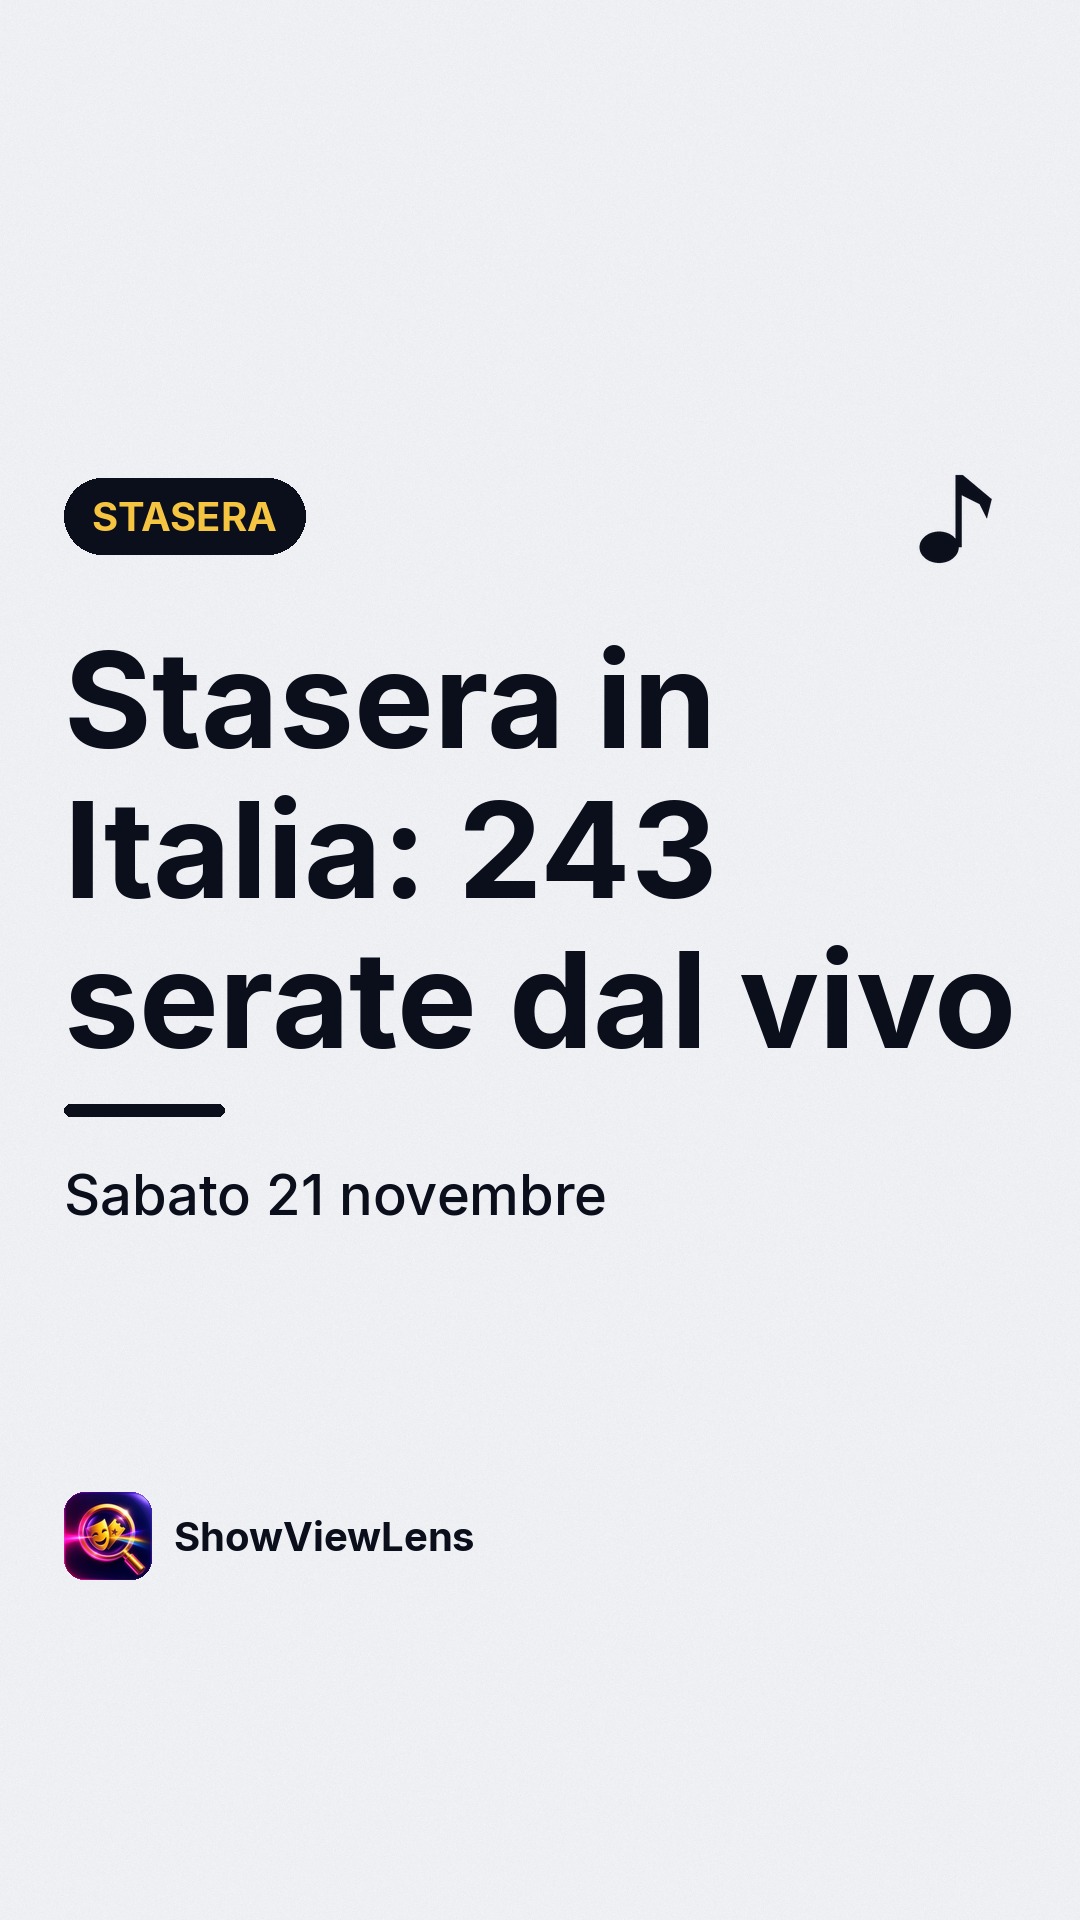 STASERA
Stasera in
Italia: 243
serate dal vivo
Sabato 21 novembre
ShowViewLens